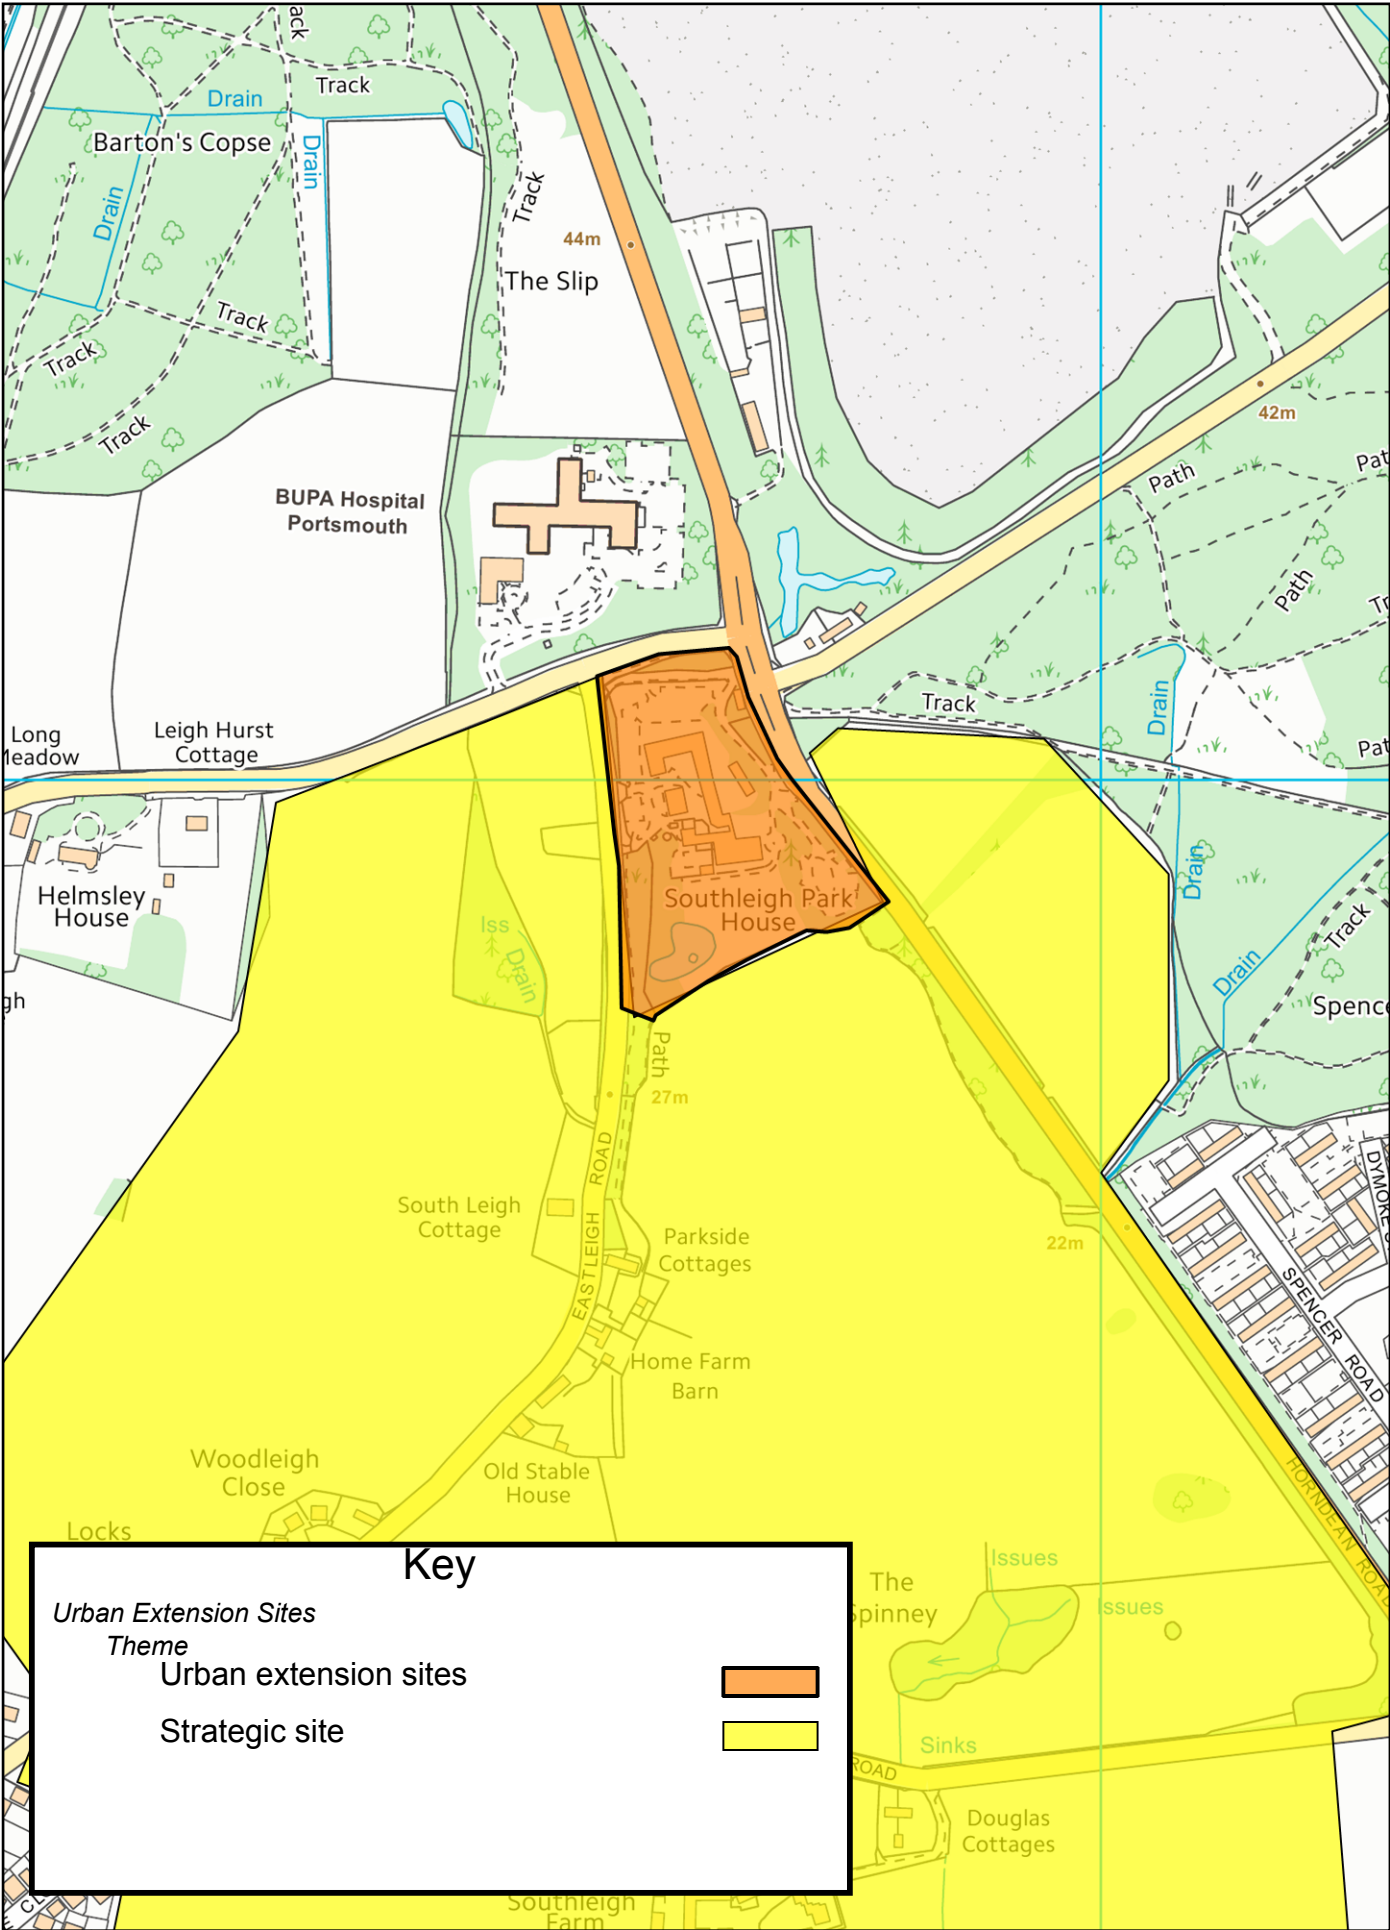 ack
Track
Drain
Barton's Copse
Drain
Drain
Track
44m
The Slip
Track
Track
Track
42m
BUPA Hospital
Portsmouth
Path
Pat
Path
Tr
Track
Drain
Long
Meadow
Leigh Hurst
Cottage
Pat
Helmsley
House
Southleigh Park
House
Drain
Iss
Drain
Track
Drain
gh
Spence
Path
27m
EASTLEIGH ROAD
South Leigh
Cottage
Parkside
Cottages
22m
DYMOKE S
SPENCER ROAD
Home Farm
Barn
Woodleigh
Close
Old Stable
House
HORNDEAN ROAD
Locks
Key
Urban Extension Sites
Theme
Urban extension sites
Strategic site
Issues
The
Spinney
Issues
Sinks
ROAD
Douglas
Cottages
E CL
Southleigh
Farm